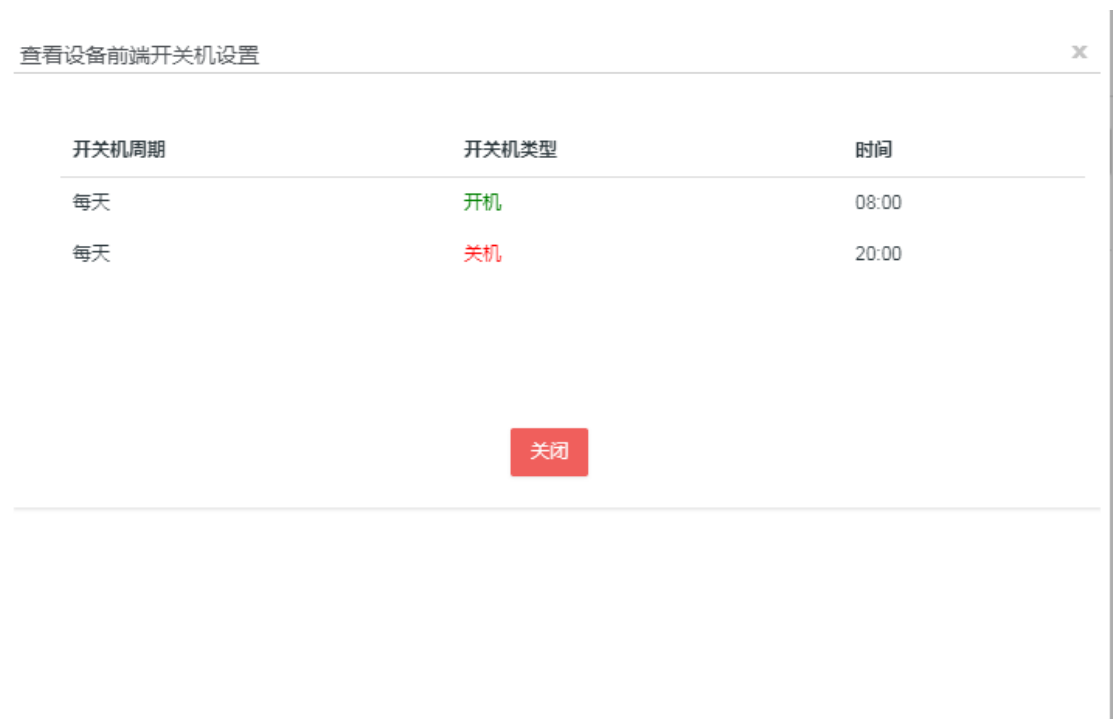 查看设备前端开关机设置
开关机周期 开关机类型 时间
每天 开机 08:00
每天 关机 20:00
关闭